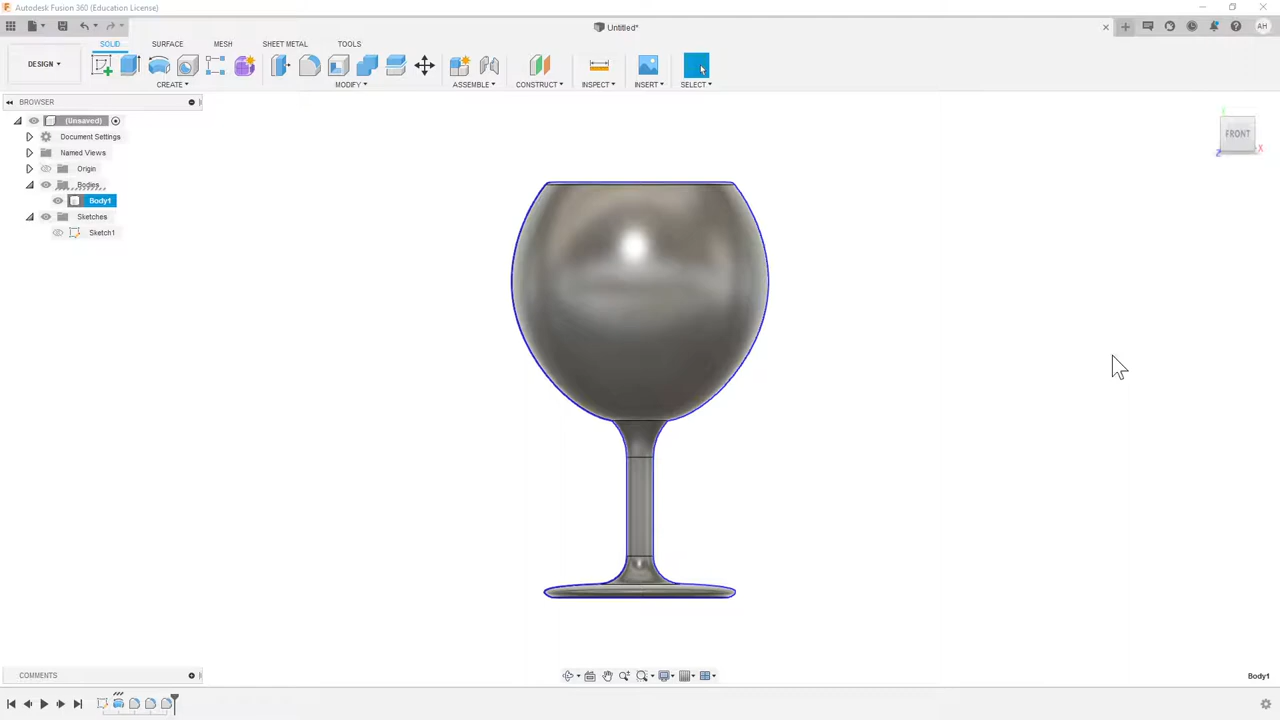 Autodesk Fusion 360 (Education License)
Untitled*
AH
DESIGN
SOLID
SURFACE
MESH
SHEET METAL
TOOLS
CREATE
MODIFY
ASSEMBLE
CONSTRUCT
INSPECT
INSERT
SELECT
BROWSER
(Unsaved)
Document Settings
Named Views
Origin
Bodies
Body1
Sketches
Sketch1
FRONT
Y
X
Z
COMMENTS
Body1